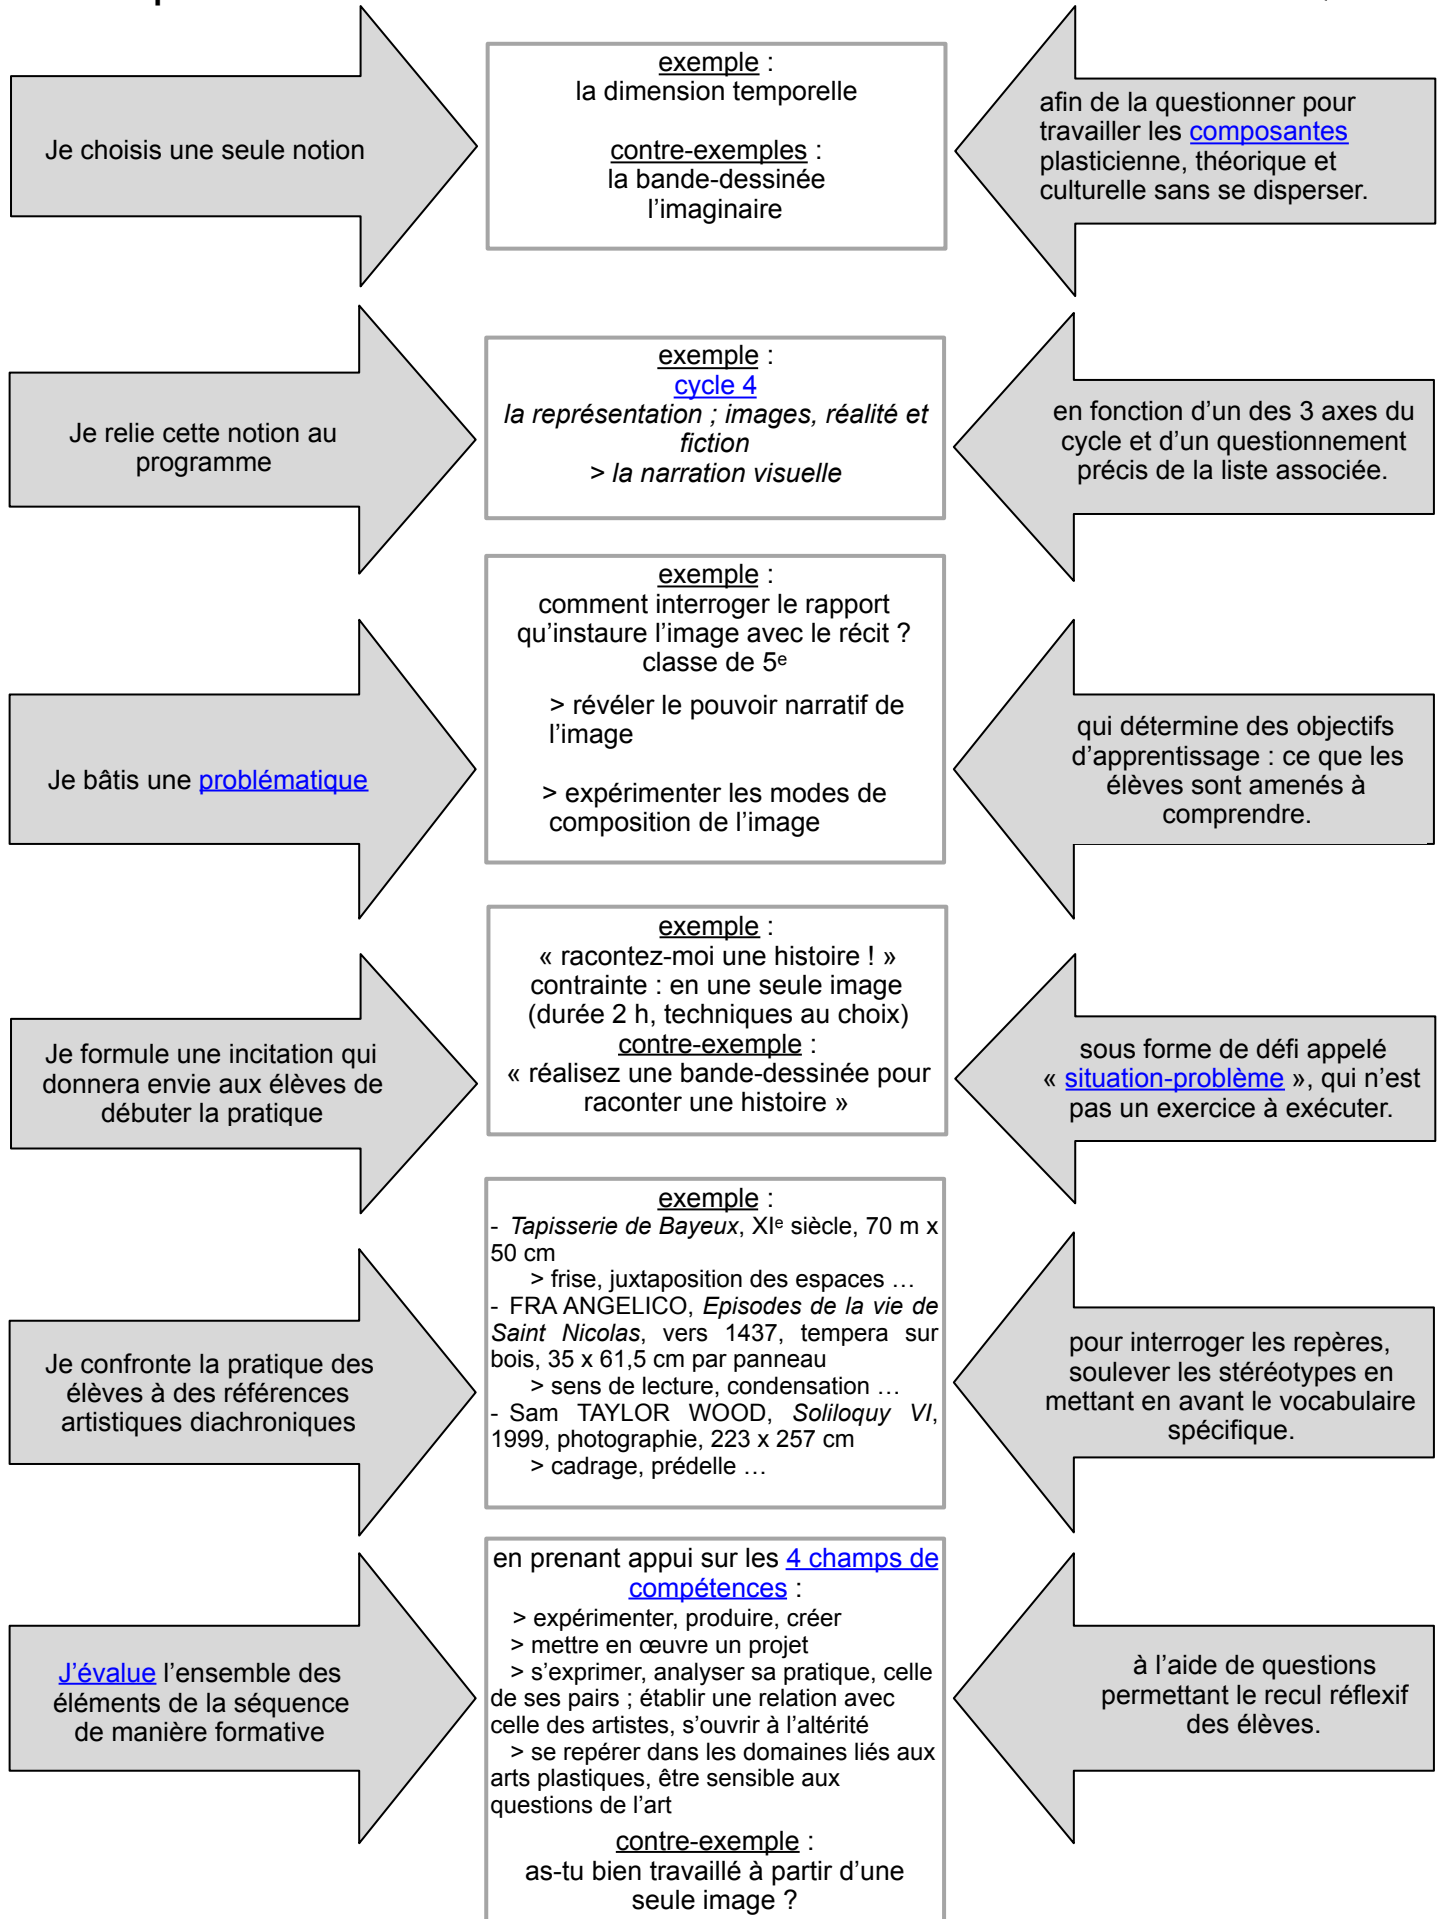 Je choisis une seule notion
exemple :
la dimension temporelle
contre-exemples :
la bande-dessinée
l’imaginaire
afin de la questionner pour
travailler les composantes
plasticienne, théorique et
culturelle sans se disperser.
Je relie cette notion au
programme
exemple :
cycle 4
la représentation ; images, réalité et
fiction
> la narration visuelle
en fonction d’un des 3 axes du
cycle et d’un questionnement
précis de la liste associée.
Je bâtis une problématique
exemple :
comment interroger le rapport
qu’instaure l’image avec le récit ?
classe de 5e
> révéler le pouvoir narratif de
l’image
> expérimenter les modes de
composition de l’image
qui détermine des objectifs
d’apprentissage : ce que les
élèves sont amenés à
comprendre.
Je formule une incitation qui
donnera envie aux élèves de
débuter la pratique
exemple :
« racontez-moi une histoire ! »
contrainte : en une seule image
(durée 2 h, techniques au choix)
contre-exemple :
« réalisez une bande-dessinée pour
raconter une histoire »
sous forme de défi appelé
« situation-problème », qui n’est
pas un exercice à exécuter.
Je confronte la pratique des
élèves à des références
artistiques diachroniques
exemple :
- Tapisserie de Bayeux, XIe siècle, 70 m x
50 cm
> frise, juxtaposition des espaces …
- FRA ANGELICO, Episodes de la vie de
Saint Nicolas, vers 1437, tempera sur
bois, 35 x 61,5 cm par panneau
> sens de lecture, condensation …
- Sam TAYLOR WOOD, Soliloquy VI,
1999, photographie, 223 x 257 cm
> cadrage, prédelle …
pour interroger les repères,
soulever les stéréotypes en
mettant en avant le vocabulaire
spécifique.
J’évalue l’ensemble des
éléments de la séquence
de manière formative
en prenant appui sur les 4 champs de
compétences :
> expérimenter, produire, créer
> mettre en œuvre un projet
> s’exprimer, analyser sa pratique, celle
de ses pairs ; établir une relation avec
celle des artistes, s’ouvrir à l’altérité
> se repérer dans les domaines liés aux
arts plastiques, être sensible aux
questions de l’art
contre-exemple :
as-tu bien travaillé à partir d’une
seule image ?
à l’aide de questions
permettant le recul réflexif
des élèves.